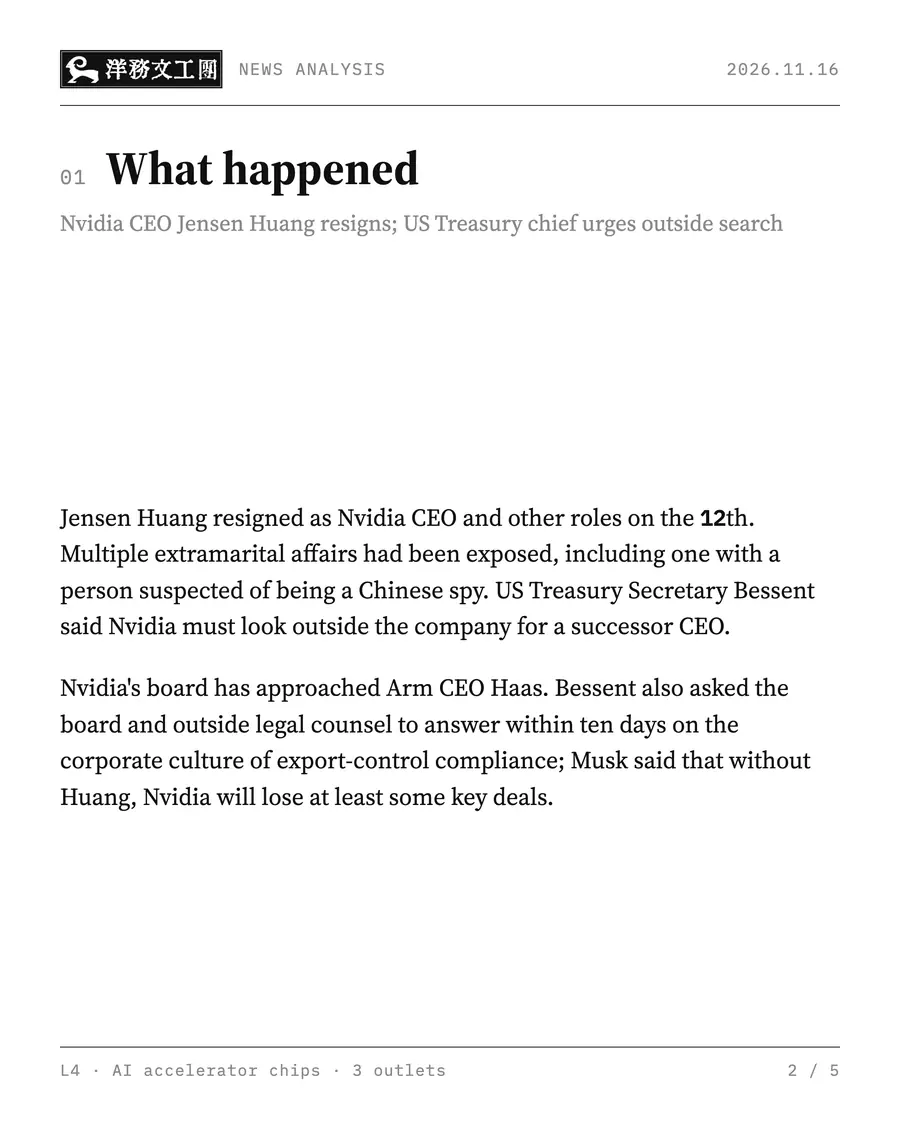 洋務文工團 NEWS ANALYSIS 2026.11.16
01 What happened
Nvidia CEO Jensen Huang resigns; US Treasury chief urges outside search
Jensen Huang resigned as Nvidia CEO and other roles on the 12th.
Multiple extramarital affairs had been exposed, including one with a
person suspected of being a Chinese spy. US Treasury Secretary Bessent
said Nvidia must look outside the company for a successor CEO.
Nvidia's board has approached Arm CEO Haas. Bessent also asked the
board and outside legal counsel to answer within ten days on the
corporate culture of export-control compliance; Musk said that without
Huang, Nvidia will lose at least some key deals.
L4 · AI accelerator chips · 3 outlets 2 / 5